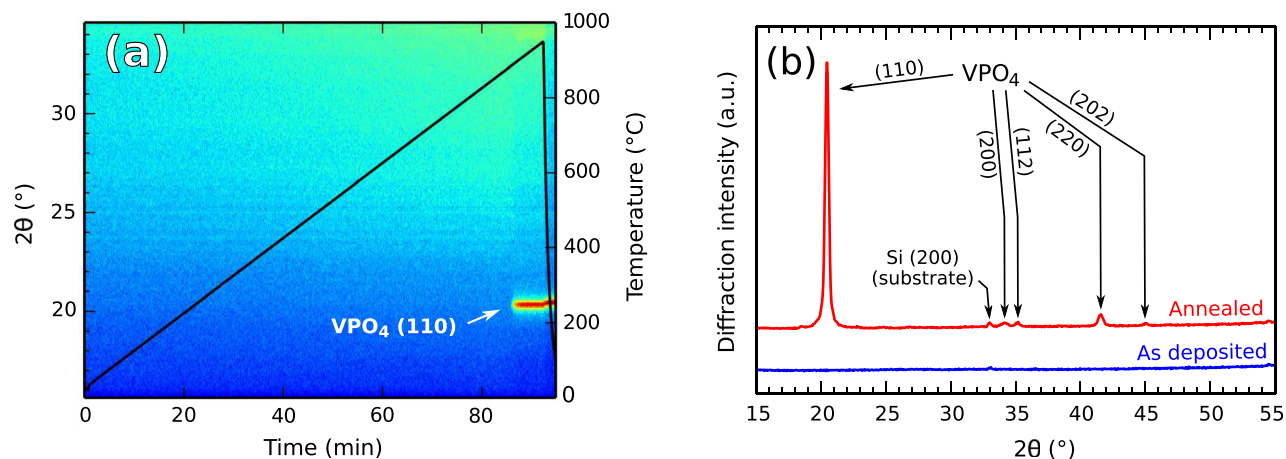 (a)
1000
800
600
400
200
0
Temperature (°C)
30
25
20
2θ (°)
VPO₄ (110)
0 20 40 60 80
Time (min)
(b)
Diffraction intensity (a.u.)
(110)
VPO₄
(200)
(112)
(220)
(202)
Si (200)
(substrate)
Annealed
As deposited
15 20 25 30 35 40 45 50 55
2θ (°)